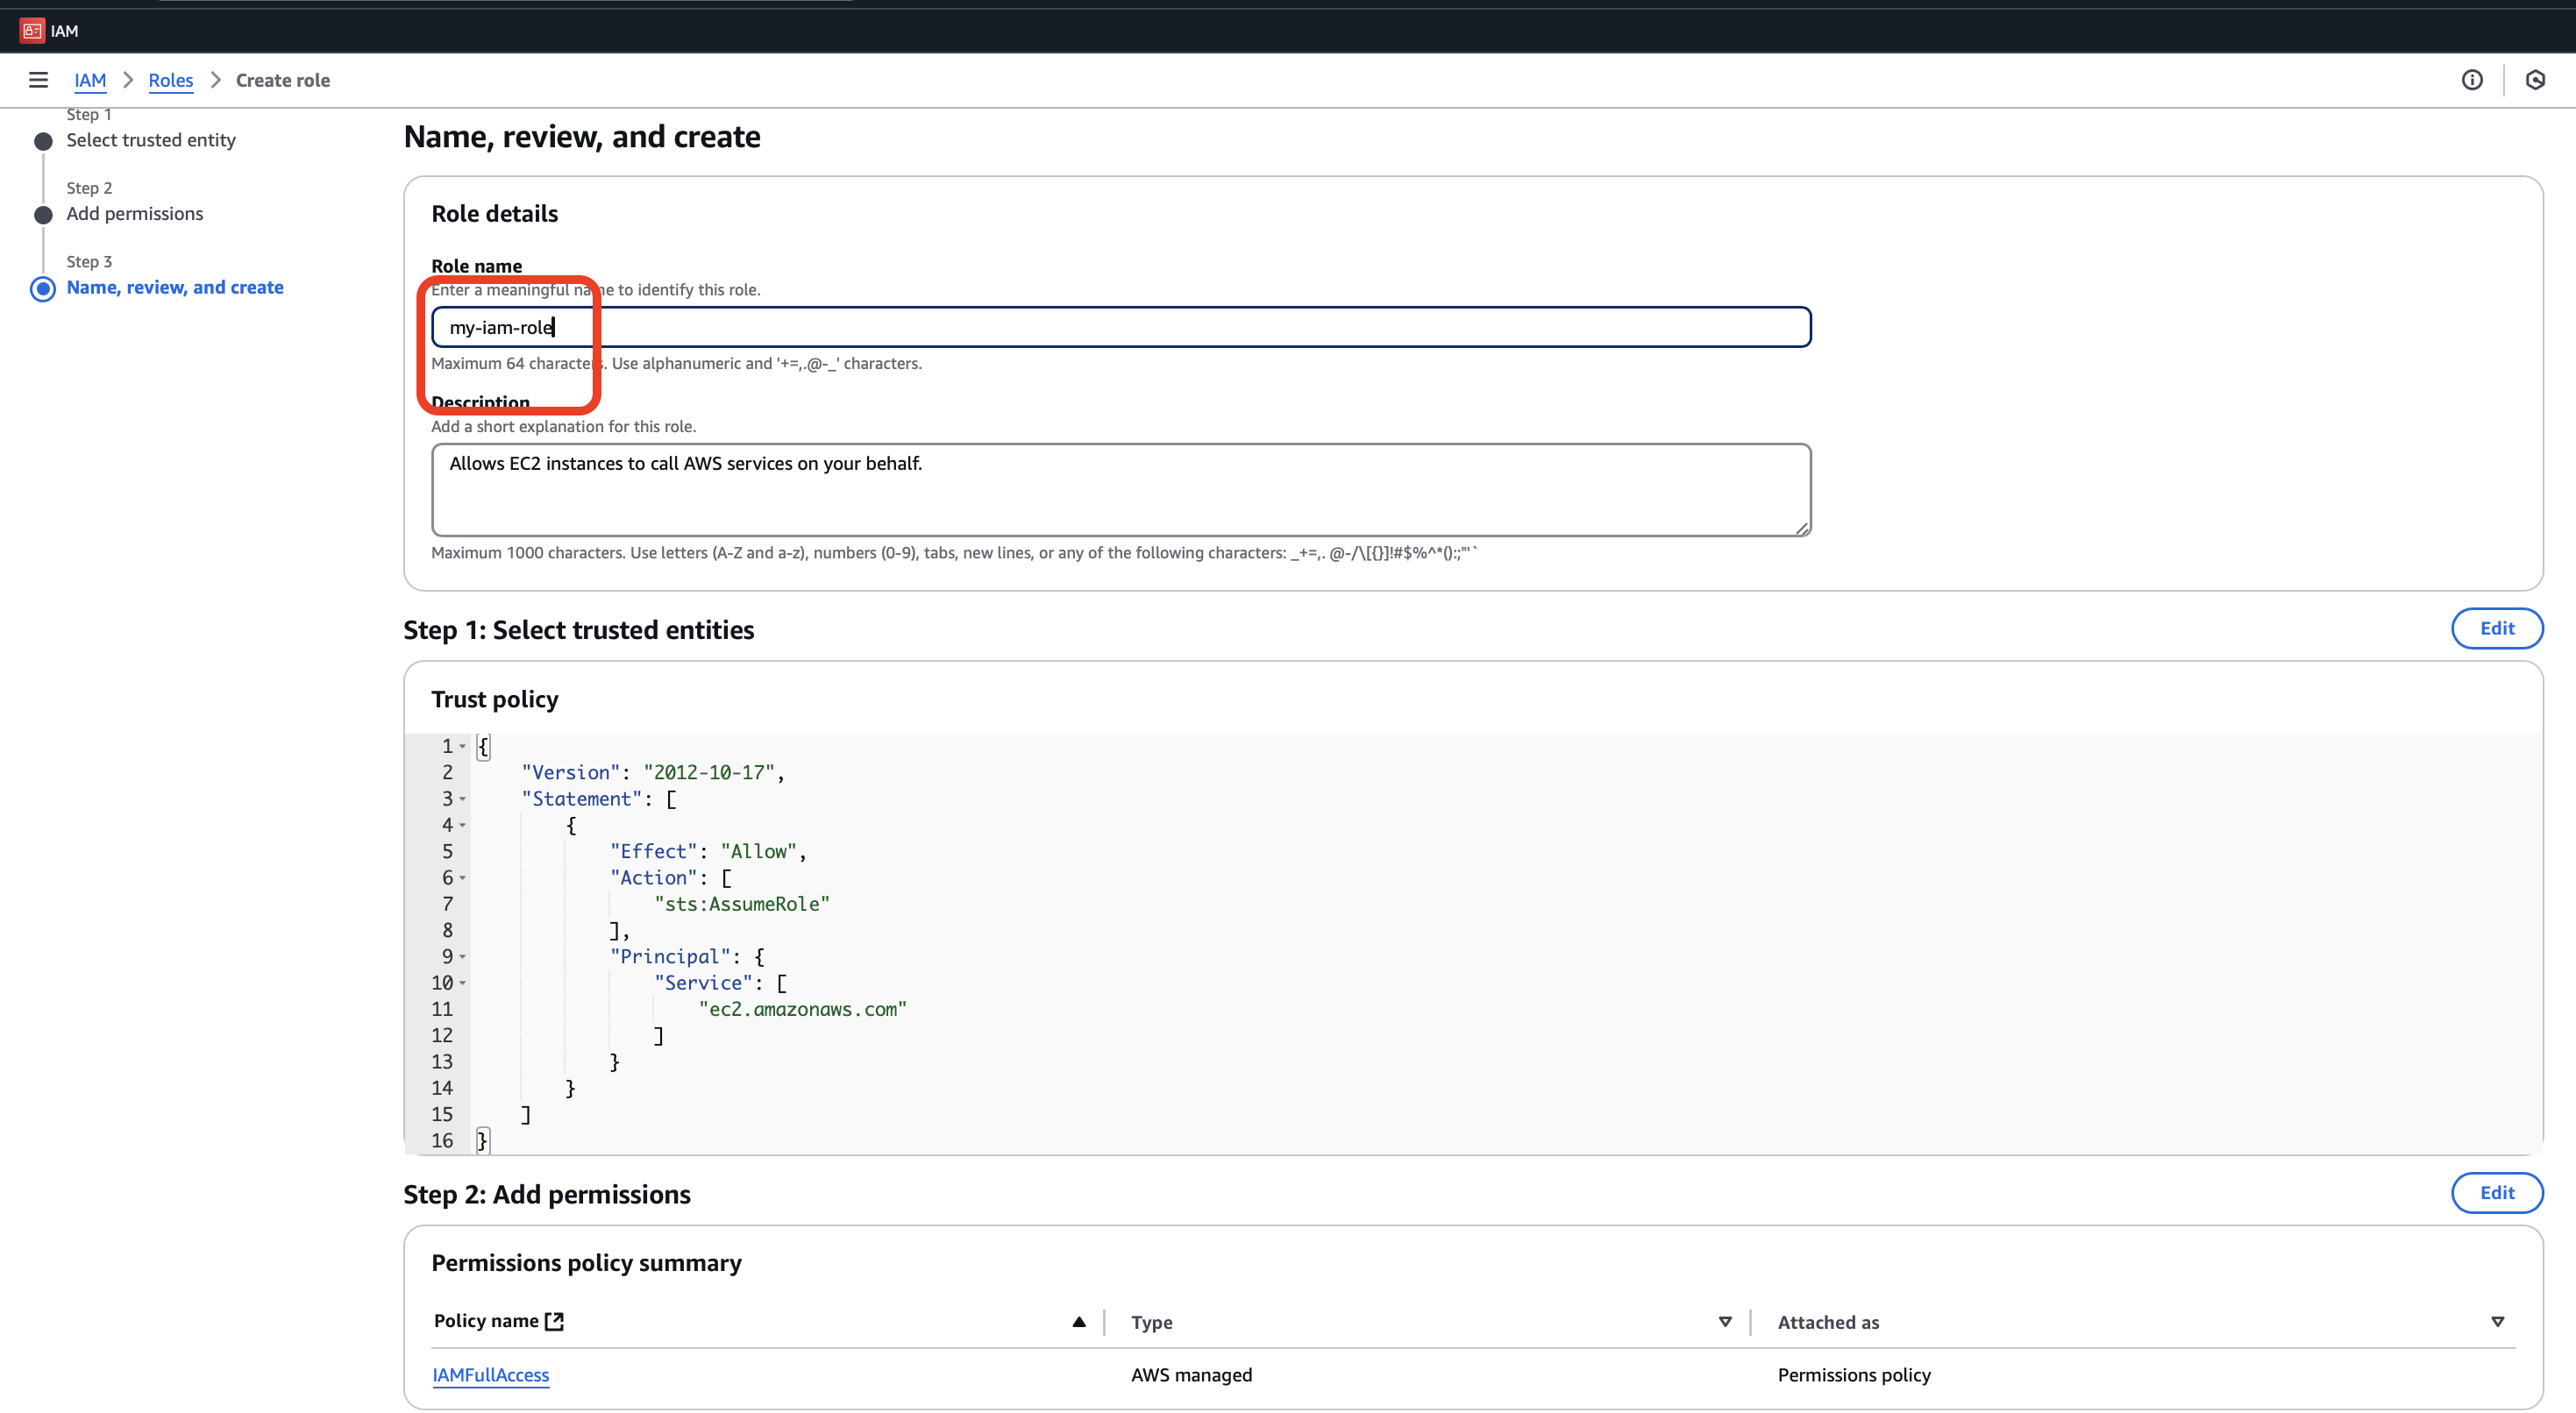 IAM
IAM
Roles
Create role
Step 1
Select trusted entity
Step 2
Add permissions
Step 3
Name, review, and create
Name, review, and create
Role details
Role name
Enter a meaningful name to identify this role.
my-iam-role
Maximum 64 characters. Use alphanumeric and '+=,.@-_' characters.
Description
Add a short explanation for this role.
Allows EC2 instances to call AWS services on your behalf.
Maximum 1000 characters. Use letters (A-Z and a-z), numbers (0-9), tabs, new lines, or any of the following characters: _+=,. @-/\[{}]!#$%^*();:"'`
Step 1: Select trusted entities
Edit
Trust policy
1 {
2 "Version": "2012-10-17",
3 "Statement": [
4 {
5 "Effect": "Allow",
6 "Action": [
7 "sts:AssumeRole"
8 ],
9 "Principal": {
10 "Service": [
11 "ec2.amazonaws.com"
12 ]
13 }
14 }
15 ]
16 }
Step 2: Add permissions
Edit
Permissions policy summary
Policy name
Type
Attached as
IAMFullAccess
AWS managed
Permissions policy